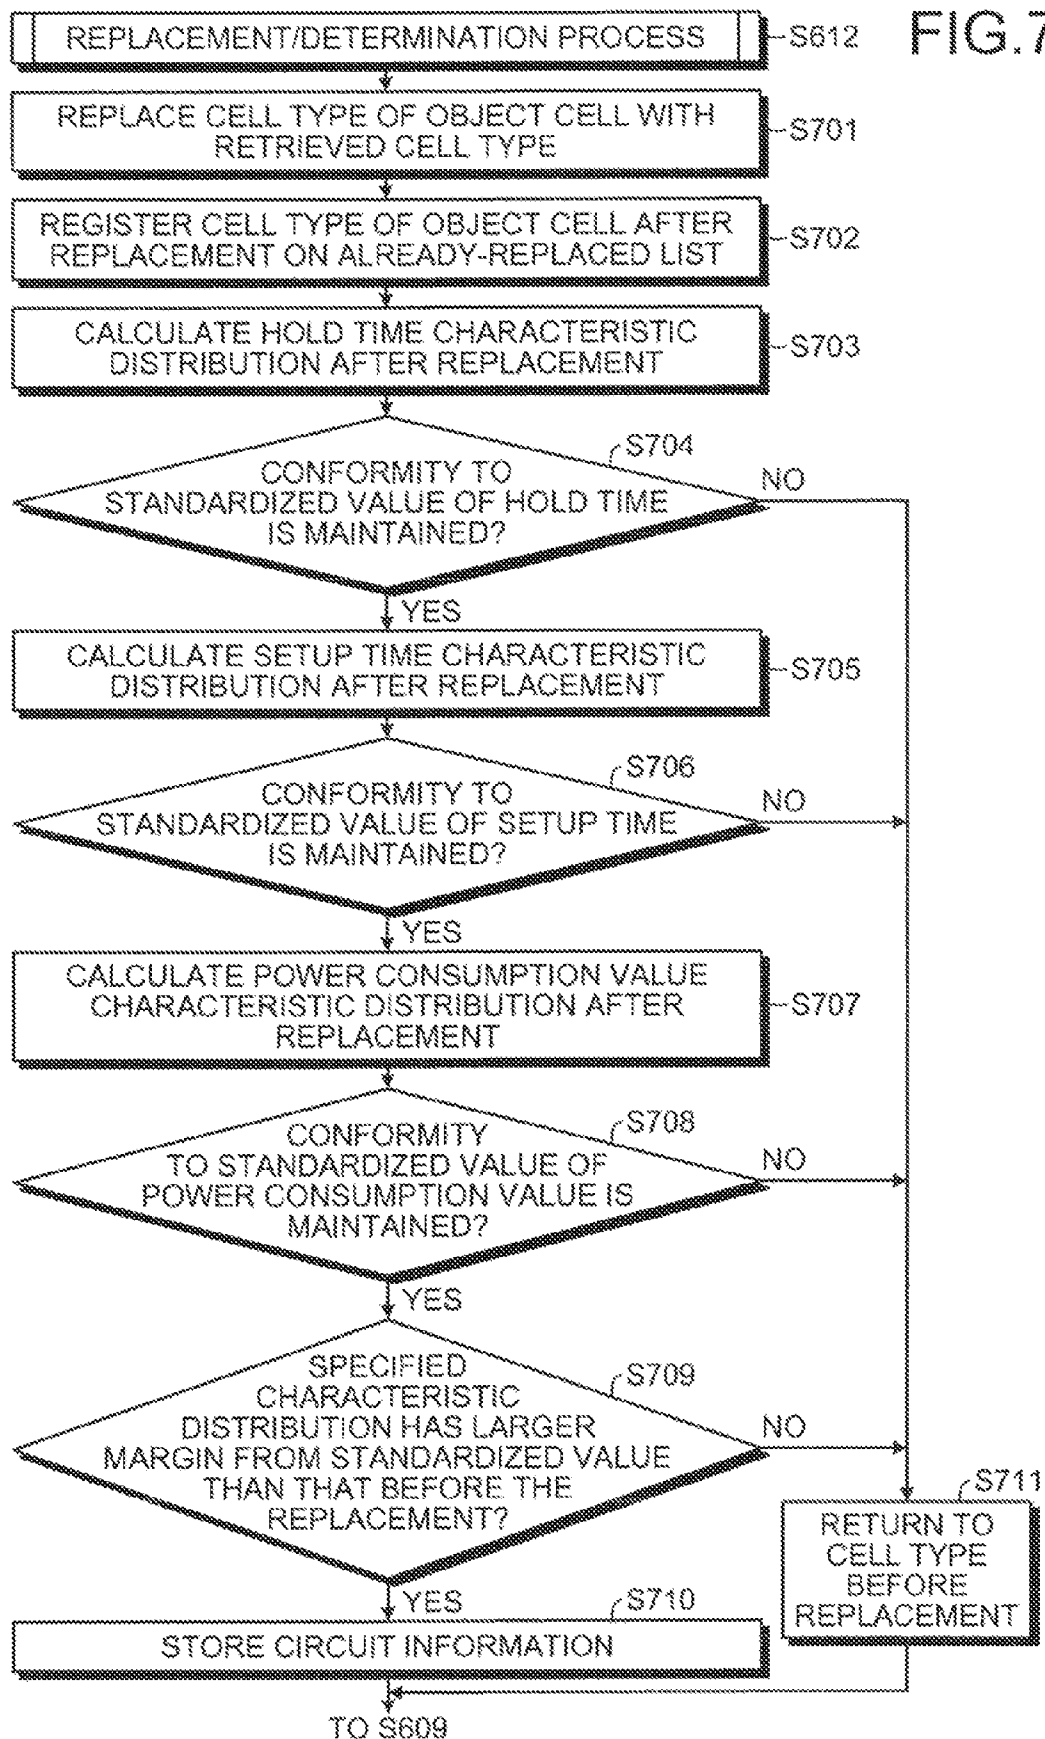 FIG.7
REPLACEMENT/DETERMINATION PROCESS
S612
REPLACE CELL TYPE OF OBJECT CELL WITH
RETRIEVED CELL TYPE
S701
REGISTER CELL TYPE OF OBJECT CELL AFTER
REPLACEMENT ON ALREADY-REPLACED LIST
S702
CALCULATE HOLD TIME CHARACTERISTIC
DISTRIBUTION AFTER REPLACEMENT
S703
S704
CONFORMITY TO
STANDARDIZED VALUE OF HOLD TIME
IS MAINTAINED?
NO
YES
CALCULATE SETUP TIME CHARACTERISTIC
DISTRIBUTION AFTER REPLACEMENT
S705
S706
CONFORMITY TO
STANDARDIZED VALUE OF SETUP TIME
IS MAINTAINED?
NO
YES
CALCULATE POWER CONSUMPTION VALUE
CHARACTERISTIC DISTRIBUTION AFTER
REPLACEMENT
S707
S708
CONFORMITY
TO STANDARDIZED VALUE OF
POWER CONSUMPTION VALUE IS
MAINTAINED?
NO
YES
S709
SPECIFIED
CHARACTERISTIC
DISTRIBUTION HAS LARGER
MARGIN FROM STANDARDIZED VALUE
THAN THAT BEFORE THE
REPLACEMENT?
NO
YES
S711
RETURN TO
CELL TYPE
BEFORE
REPLACEMENT
S710
STORE CIRCUIT INFORMATION
TO S609